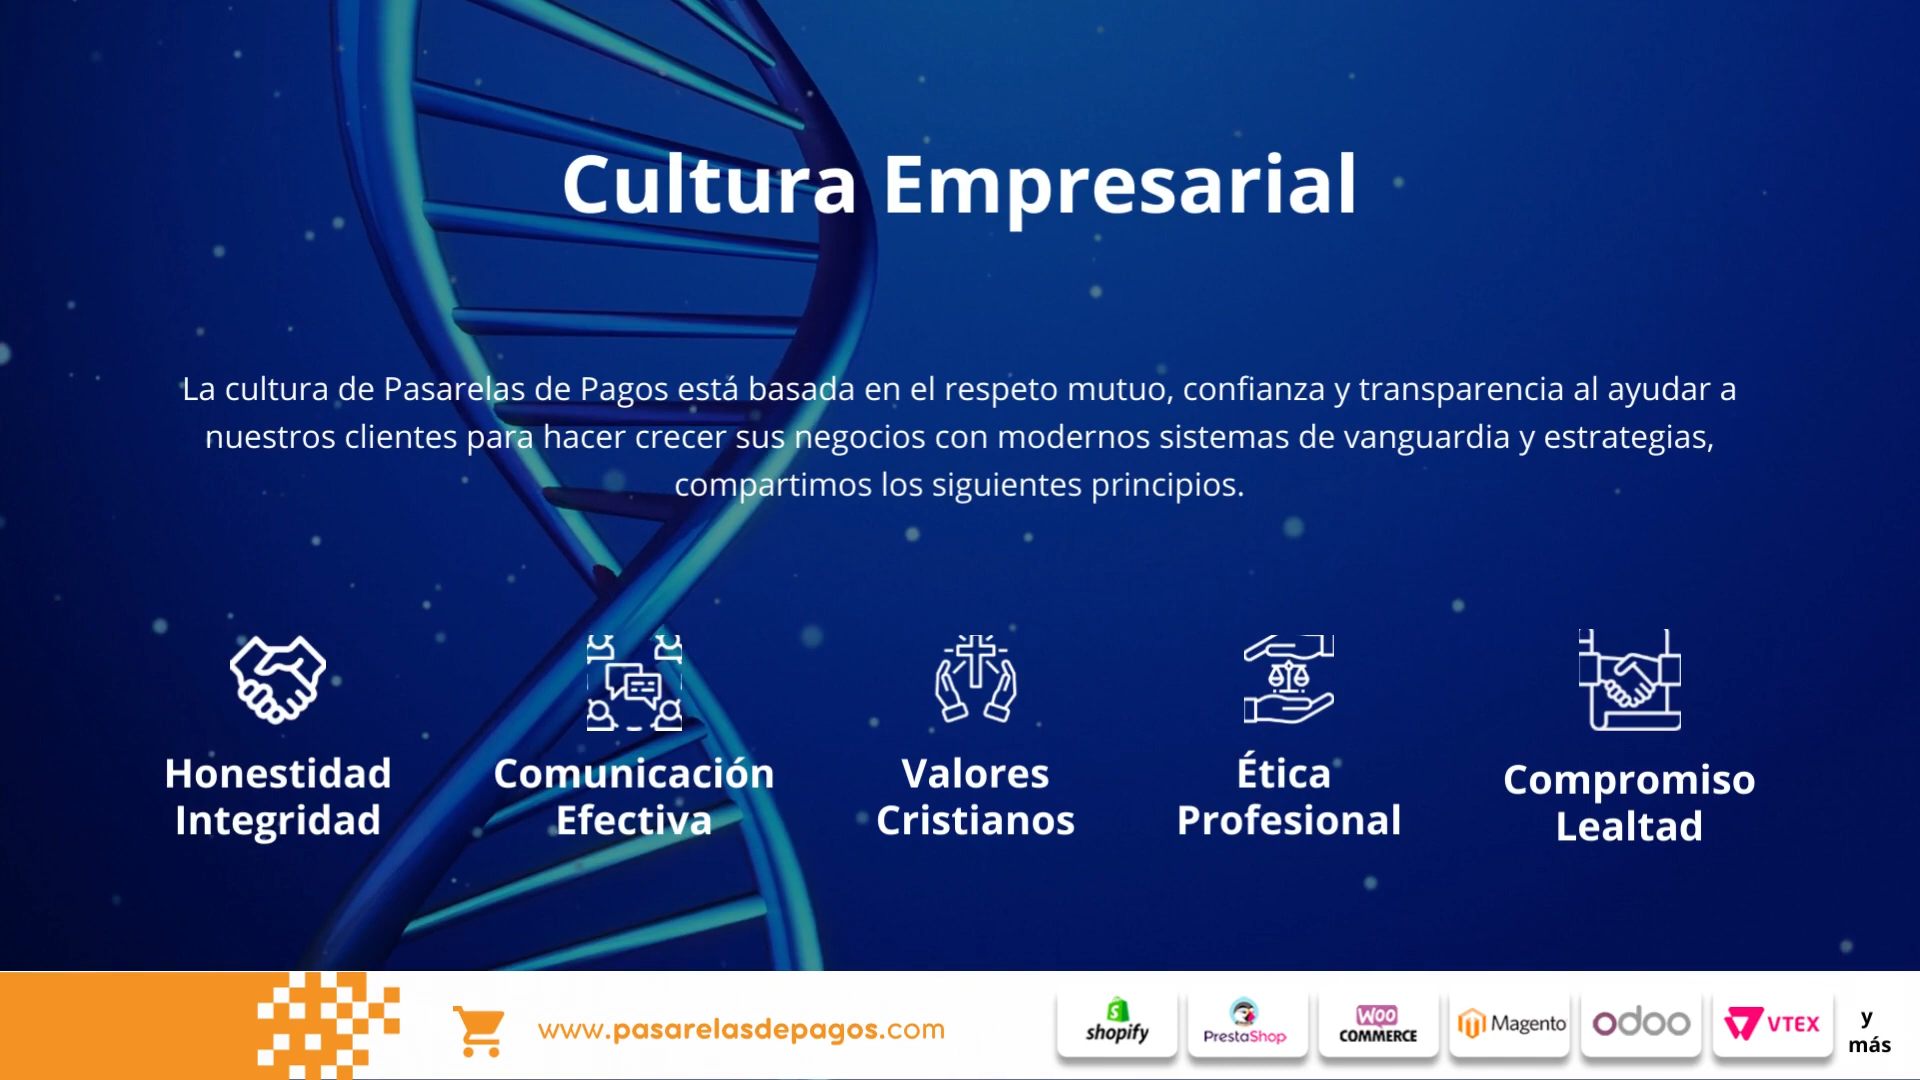 Cultura Empresarial
La cultura de Pasarelas de Pagos está basada en el respeto mutuo, confianza y transparencia al ayudar a
nuestros clientes para hacer crecer sus negocios con modernos sistemas de vanguardia y estrategias,
compartimos los siguientes principios.
Honestidad
Integridad
Comunicación
Efectiva
Valores
Cristianos
Ética
Profesional
Compromiso
Lealtad
www.pasarelasdepagos.com
shopify
PrestaShop
WOO
COMMERCE
Magento
odoo
VTEX
y
más